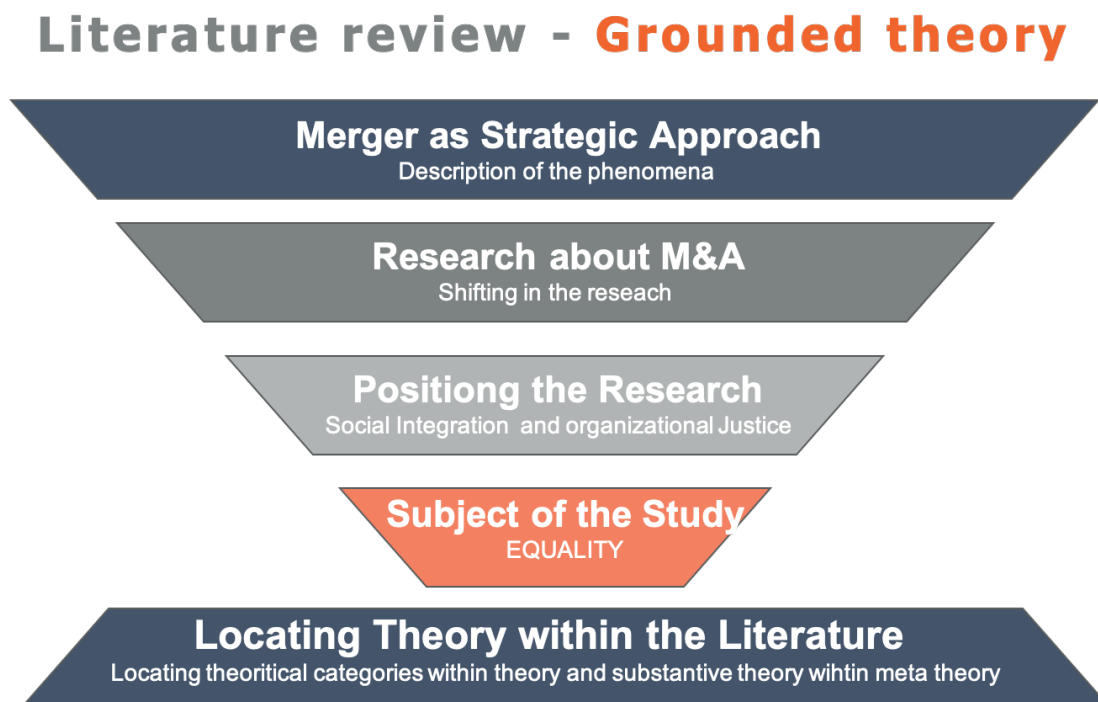 Literature review - Grounded theory
Merger as Strategic Approach
Description of the phenomena
Research about M&A
Shifting in the reseach
Positiong the Research
Social Integration and organizational Justice
Subject of the Study
EQUALITY
Locating Theory within the Literature
Locating theoritical categories within theory and substantive theory wihtin meta theory